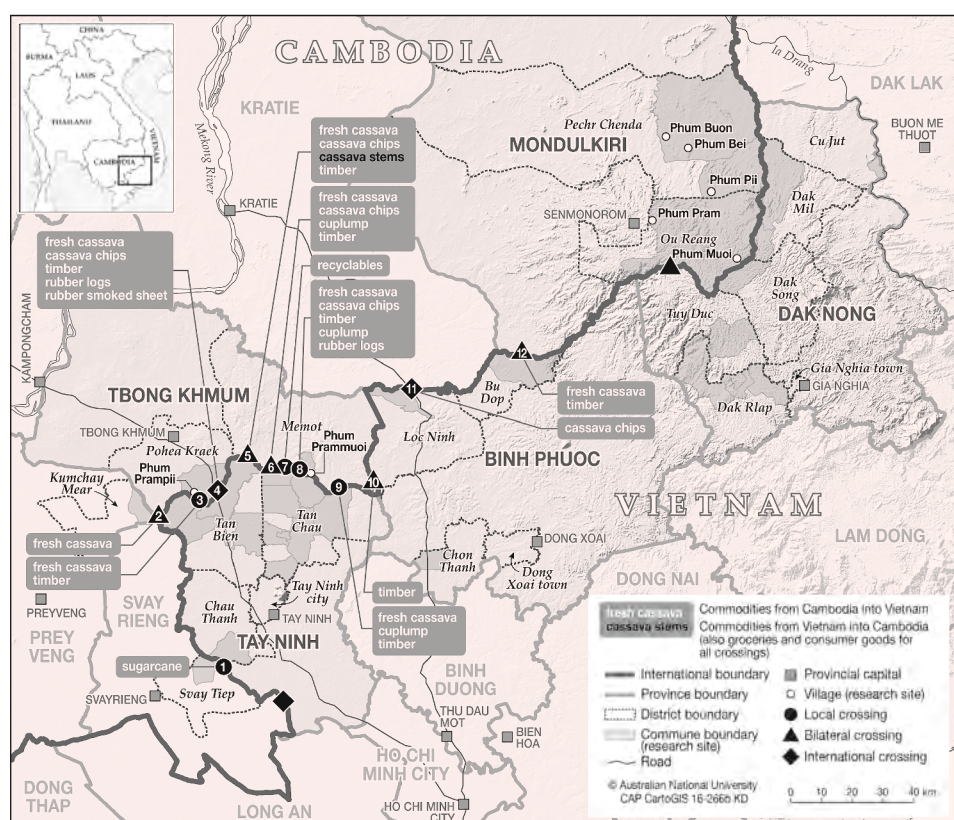 CHINA
BURMA
LAOS
THAILAND
VIETNAM
CAMBODIA
CAMBODIA
KRATIE
Mekong River
KRATIE
Ia Drang
DAK LAK
BUON ME
THUOT
Pechr Chenda
MONDULKIRI
Phum Buon
Phum Bei
Cu Jut
Phum Pii
Dak
Mil
SENMONOROM
Phum Pram
Ou Reang
Phum Muoi
Dak
Song
DAK NONG
Tuy Duc
Gia Nghia town
GIA NGHIA
Dak Rlap
fresh cassava
cassava chips
cassava stems
timber
fresh cassava
cassava chips
cuplump
timber
recyclables
fresh cassava
cassava chips
timber
cuplump
rubber logs
fresh cassava
cassava chips
timber
rubber logs
rubber smoked sheet
KAMPONGCHAM
TBONG KHMUM
TBONG KHMUM
Pohea Kraek
Memot
Phum
Prammuoi
Phum
Prampii
Kumchay
Mear
12
11
Bu
Dop
fresh cassava
timber
cassava chips
Loc Ninh
BINH PHUOC
5
6
7
8
9
10
4
3
2
Tan
Bien
Tan
Chau
VIETNAM
fresh cassava
fresh cassava
timber
PREYVENG
PREY
VENG
SVAY
RIENG
Chau
Thanh
Tay Ninh
city
TAY NINH
TAY NINH
timber
fresh cassava
cuplump
timber
Chon
Thanh
Dong
Xoai town
DONG XOAI
DONG NAI
LAM DONG
sugarcane
1
Svay Tiep
SVAYRIENG
BINH
DUONG
THU DAU
MOT
BIEN
HOA
HO CHI
MINH CITY
HO CHI MINH
CITY
DONG
THAP
LONG AN
fresh cassava
Commodities from Cambodia into Vietnam
cassava stems
Commodities from Vietnam into Cambodia
(also groceries and consumer goods for
all crossings)
International boundary
Province boundary
District boundary
Commune boundary
(research site)
Road
Provincial capital
Village (research site)
Local crossing
Bilateral crossing
International crossing
© Australian National University
CAP CartoGIS 16-266b KD
0 10 20 30 40 km